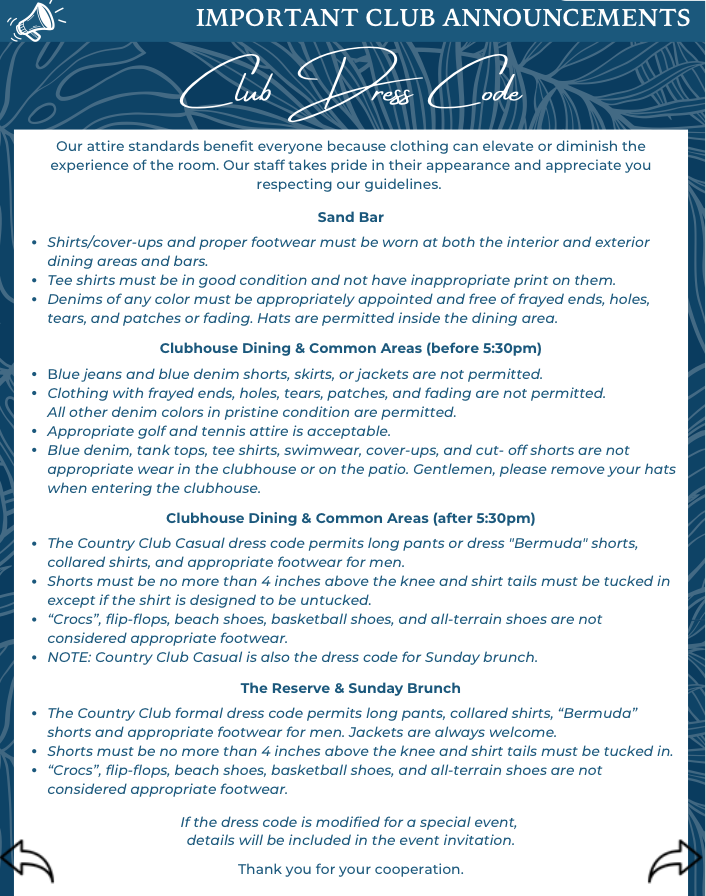 IMPORTANT CLUB ANNOUNCEMENTS
Club Dress Code
Our attire standards benefit everyone because clothing can elevate or diminish the
experience of the room. Our staff takes pride in their appearance and appreciate you
respecting our guidelines.
Sand Bar
• Shirts/cover-ups and proper footwear must be worn at both the interior and exterior
dining areas and bars.
• Tee shirts must be in good condition and not have inappropriate print on them.
• Denims of any color must be appropriately appointed and free of frayed ends, holes,
tears, and patches or fading. Hats are permitted inside the dining area.
Clubhouse Dining & Common Areas (before 5:30pm)
• Blue jeans and blue denim shorts, skirts, or jackets are not permitted.
• Clothing with frayed ends, holes, tears, patches, and fading are not permitted.
All other denim colors in pristine condition are permitted.
• Appropriate golf and tennis attire is acceptable.
• Blue denim, tank tops, tee shirts, swimwear, cover-ups, and cut- off shorts are not
appropriate wear in the clubhouse or on the patio. Gentlemen, please remove your hats
when entering the clubhouse.
Clubhouse Dining & Common Areas (after 5:30pm)
• The Country Club Casual dress code permits long pants or dress "Bermuda" shorts,
collared shirts, and appropriate footwear for men.
• Shorts must be no more than 4 inches above the knee and shirt tails must be tucked in
except if the shirt is designed to be untucked.
• “Crocs”, flip-flops, beach shoes, basketball shoes, and all-terrain shoes are not
considered appropriate footwear.
• NOTE: Country Club Casual is also the dress code for Sunday brunch.
The Reserve & Sunday Brunch
• The Country Club formal dress code permits long pants, collared shirts, “Bermuda”
shorts and appropriate footwear for men. Jackets are always welcome.
• Shorts must be no more than 4 inches above the knee and shirt tails must be tucked in.
• “Crocs”, flip-flops, beach shoes, basketball shoes, and all-terrain shoes are not
considered appropriate footwear.
If the dress code is modified for a special event,
details will be included in the event invitation.
Thank you for your cooperation.